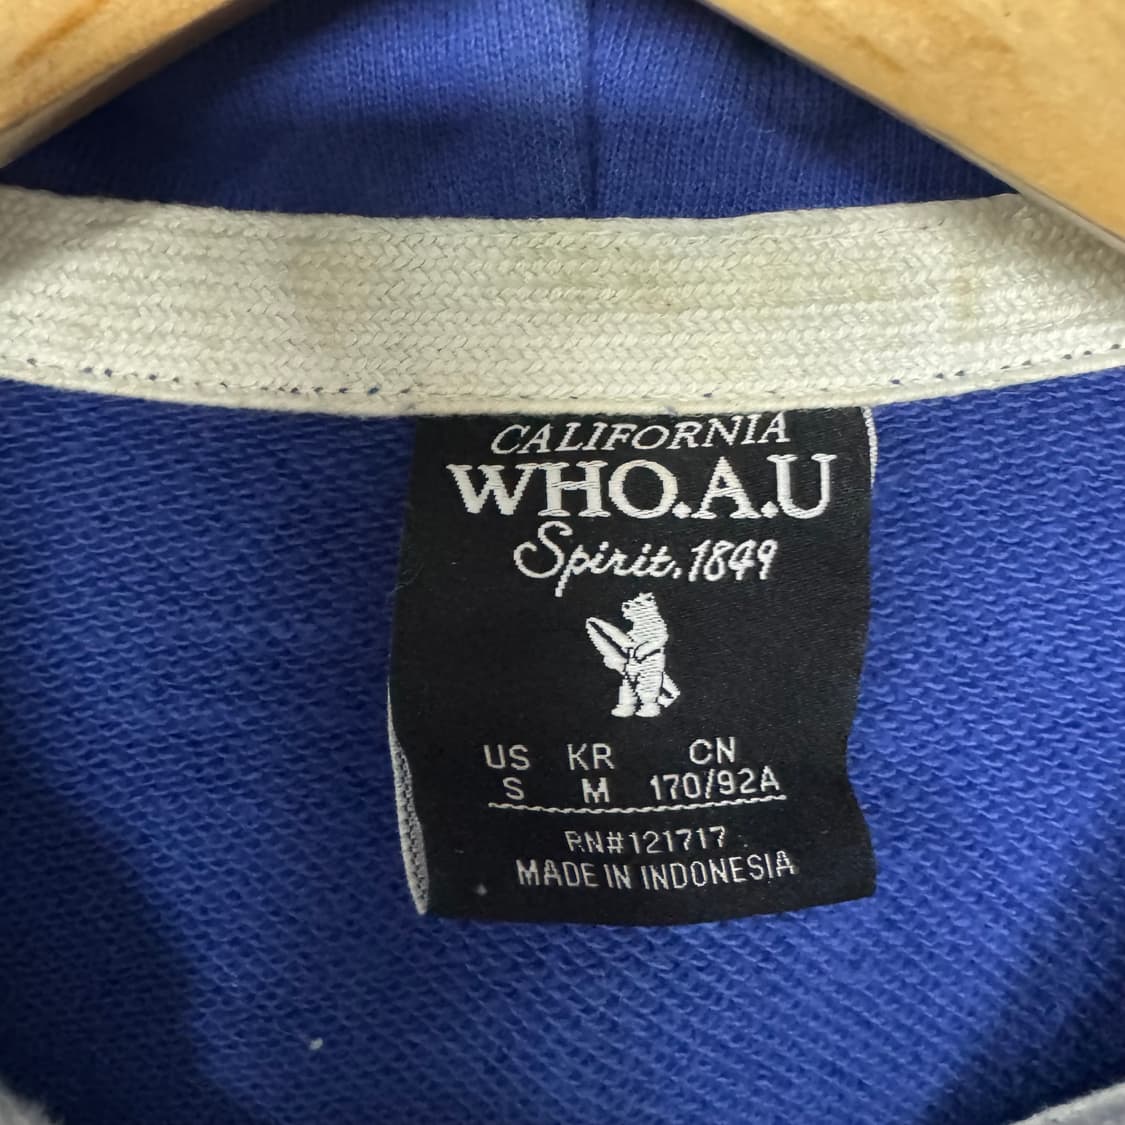 CALIFORNIA
WHO.A.U
Spirit.1849
US KR CN
S M 170/92A
RN#121717
MADE IN INDONESIA